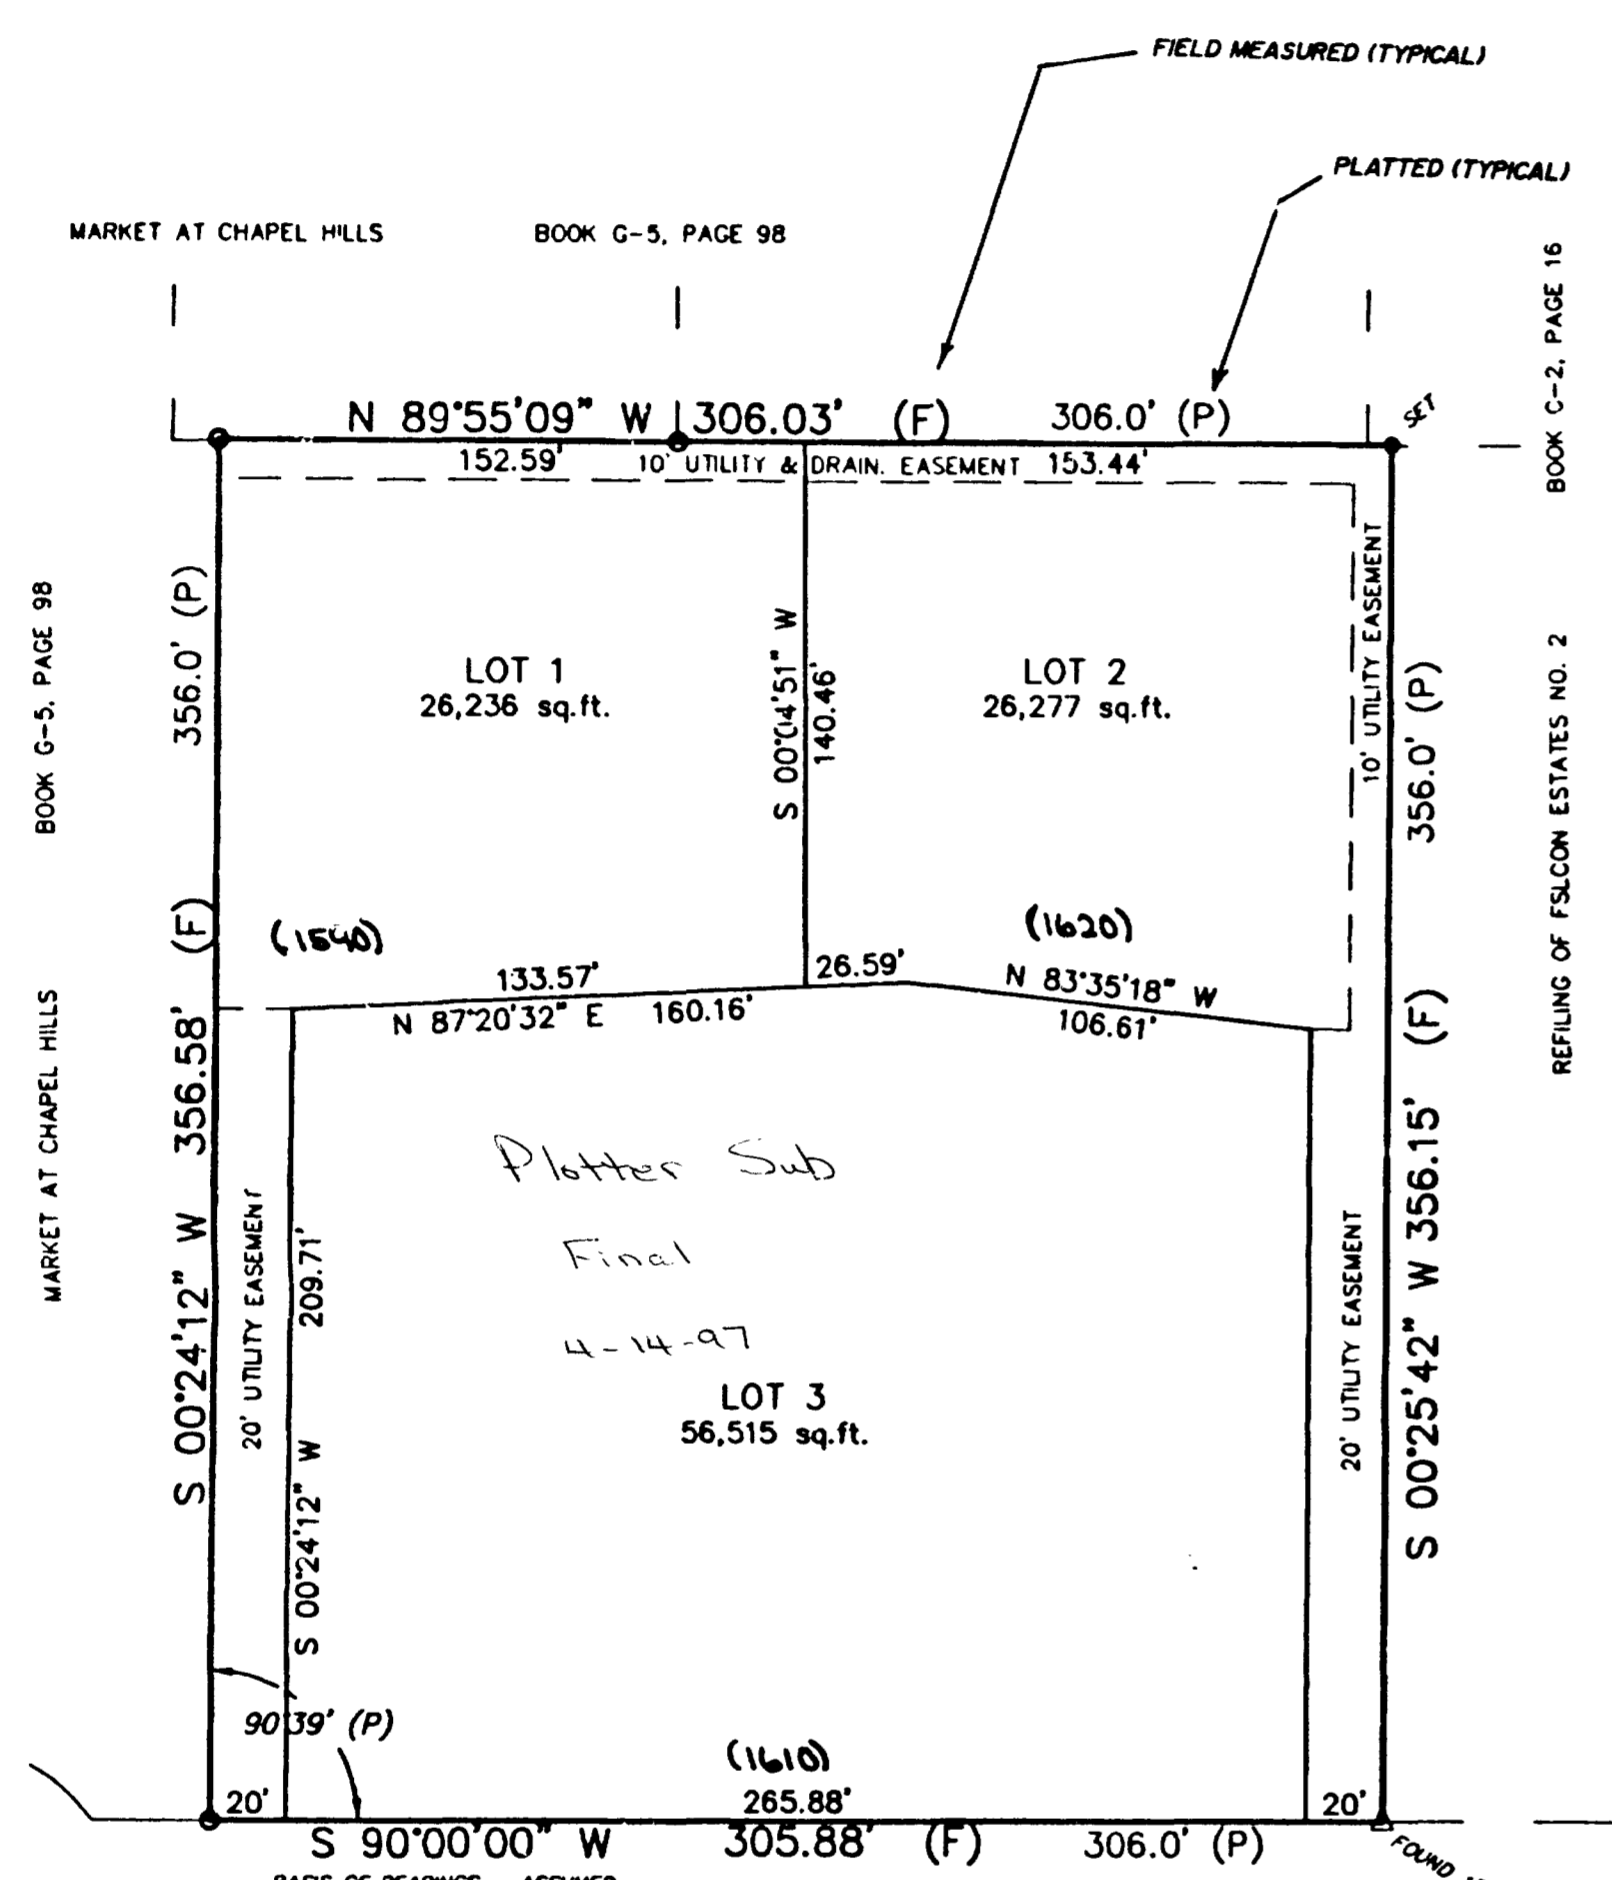 FIELD MEASURED (TYPICAL)
PLATTED (TYPICAL)
MARKET AT CHAPEL HILLS
BOOK G-5, PAGE 98
BOOK C-2, PAGE 16
SET
N 89°55'09" W 306.03' (F) 306.0' (P)
152.59' 10' UTILITY & DRAIN. EASEMENT 153.44'
BOOK G-5, PAGE 98
356.0' (P)
LOT 1
26,236 sq.ft.
S 00°04'51" W
140.46'
LOT 2
26,277 sq.ft.
10' UTILITY EASEMENT
356.0' (P)
REFILING OF FSLCON ESTATES NO. 2
(1540)
(1620)
133.57'
26.59'
N 83°35'18" W
N 87°20'32" E 160.16'
106.61'
MARKET AT CHAPEL HILLS
S 00°24'12" W 356.58' (F)
20' UTILITY EASEMENT
209.71'
S 00°24'12" W
Plotter Sub
Final
4-14-97
LOT 3
56,515 sq.ft.
20' UTILITY EASEMENT
S 00°25'42" W 356.15' (F)
90°39' (P)
(1610)
20'
265.88'
20'
S 90°00'00" W 305.88' (F) 306.0' (P)
FOUND
BASIS OF BEARINGS - ASSUMED